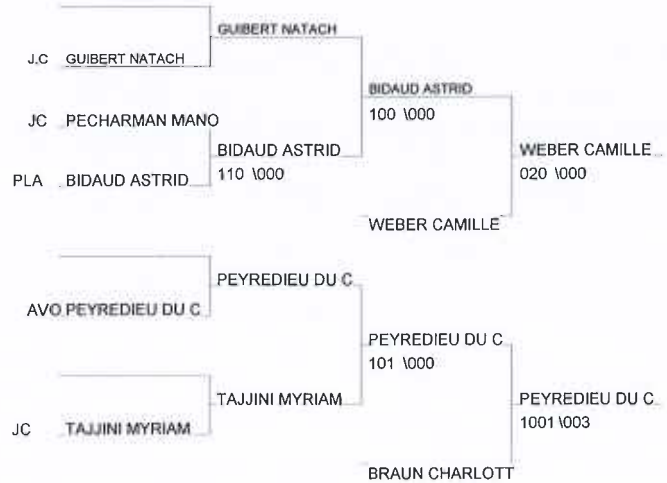 GUIBERT NATACH
J.C GUIBERT NATACH
BIDAUD ASTRID
100 \000
JC PECHARMAN MANO
BIDAUD ASTRID
110 \000
WEBER CAMILLE
020 \000
PLA BIDAUD ASTRID
WEBER CAMILLE
PEYREDIEU DU C
AVO PEYREDIEU DU C
PEYREDIEU DU C
101 \000
TAJJINI MYRIAM
PEYREDIEU DU C
1001 \003
JC TAJJINI MYRIAM
BRAUN CHARLOTT